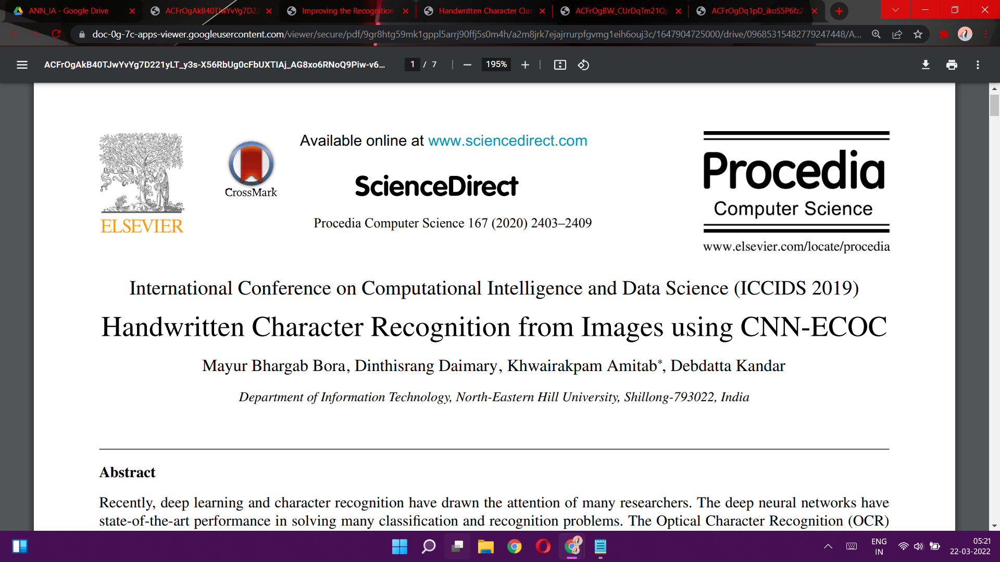 ANN_IA - Google Drive
ACFrOgAkB40TJwYvYg7D22
Improving the Recognition
Handwritten Character Clas
ACFrOgBW_CUrDqTm21Qy
ACFrOgDq1pD_ikoS5P6fz2
doc-0g-7c-apps-viewer.googleusercontent.com/viewer/secure/pdf/9gr8htg59mk1gppl5arrj90ffj5s0m4h/a2m8jrk7ejajrrurpfgvmg1eih6ouj3c/1647904725000/drive/09685315482779247448/A...
ACFrOgAkB40TJwYvYg7D221yLT_y3s-X56RbUg0cFbUXTIAj_AG8xo6RNoQ9Piw-v6...
1 / 7
195%
NON SOLUS
ELSEVIER
CrossMark
Available online at www.sciencedirect.com
ScienceDirect
Procedia Computer Science 167 (2020) 2403–2409
Procedia
Computer Science
www.elsevier.com/locate/procedia
International Conference on Computational Intelligence and Data Science (ICCIDS 2019)
Handwritten Character Recognition from Images using CNN-ECOC
Mayur Bhargab Bora, Dinthisrang Daimary, Khwairakpam Amitab*, Debdatta Kandar
Department of Information Technology, North-Eastern Hill University, Shillong-793022, India
Abstract
Recently, deep learning and character recognition have drawn the attention of many researchers. The deep neural networks have
state-of-the-art performance in solving many classification and recognition problems. The Optical Character Recognition (OCR)
ENG
IN
05:21
22-03-2022